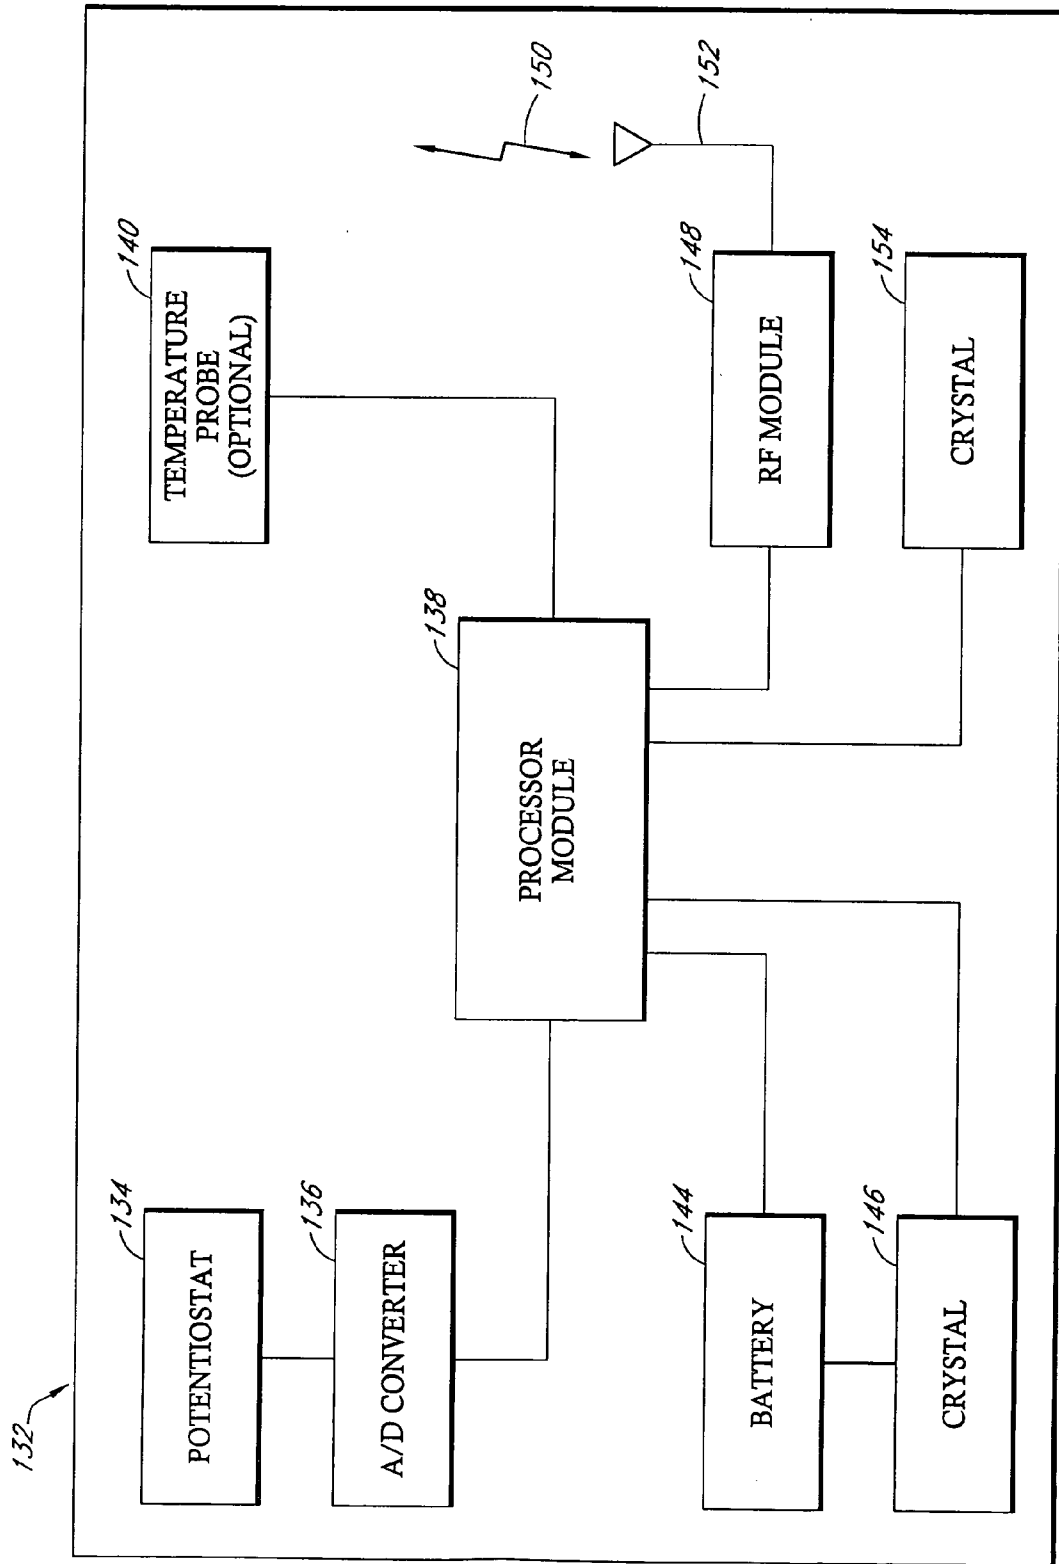 132
134
POTENTIOSTAT
136
A/D CONVERTER
138
PROCESSOR
MODULE
140
TEMPERATURE
PROBE
(OPTIONAL)
150
152
144
BATTERY
146
CRYSTAL
148
RF MODULE
154
CRYSTAL